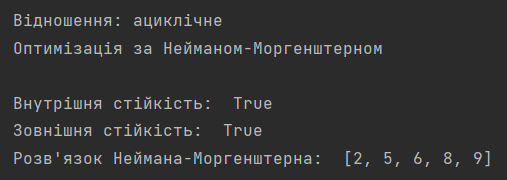 Відношення: ациклічне
Оптимізація за Нейманом-Моргенштерном
Внутрішня стійкість:  True
Зовнішня стійкість:  True
Розв'язок Неймана-Моргенштерна:  [2, 5, 6, 8, 9]